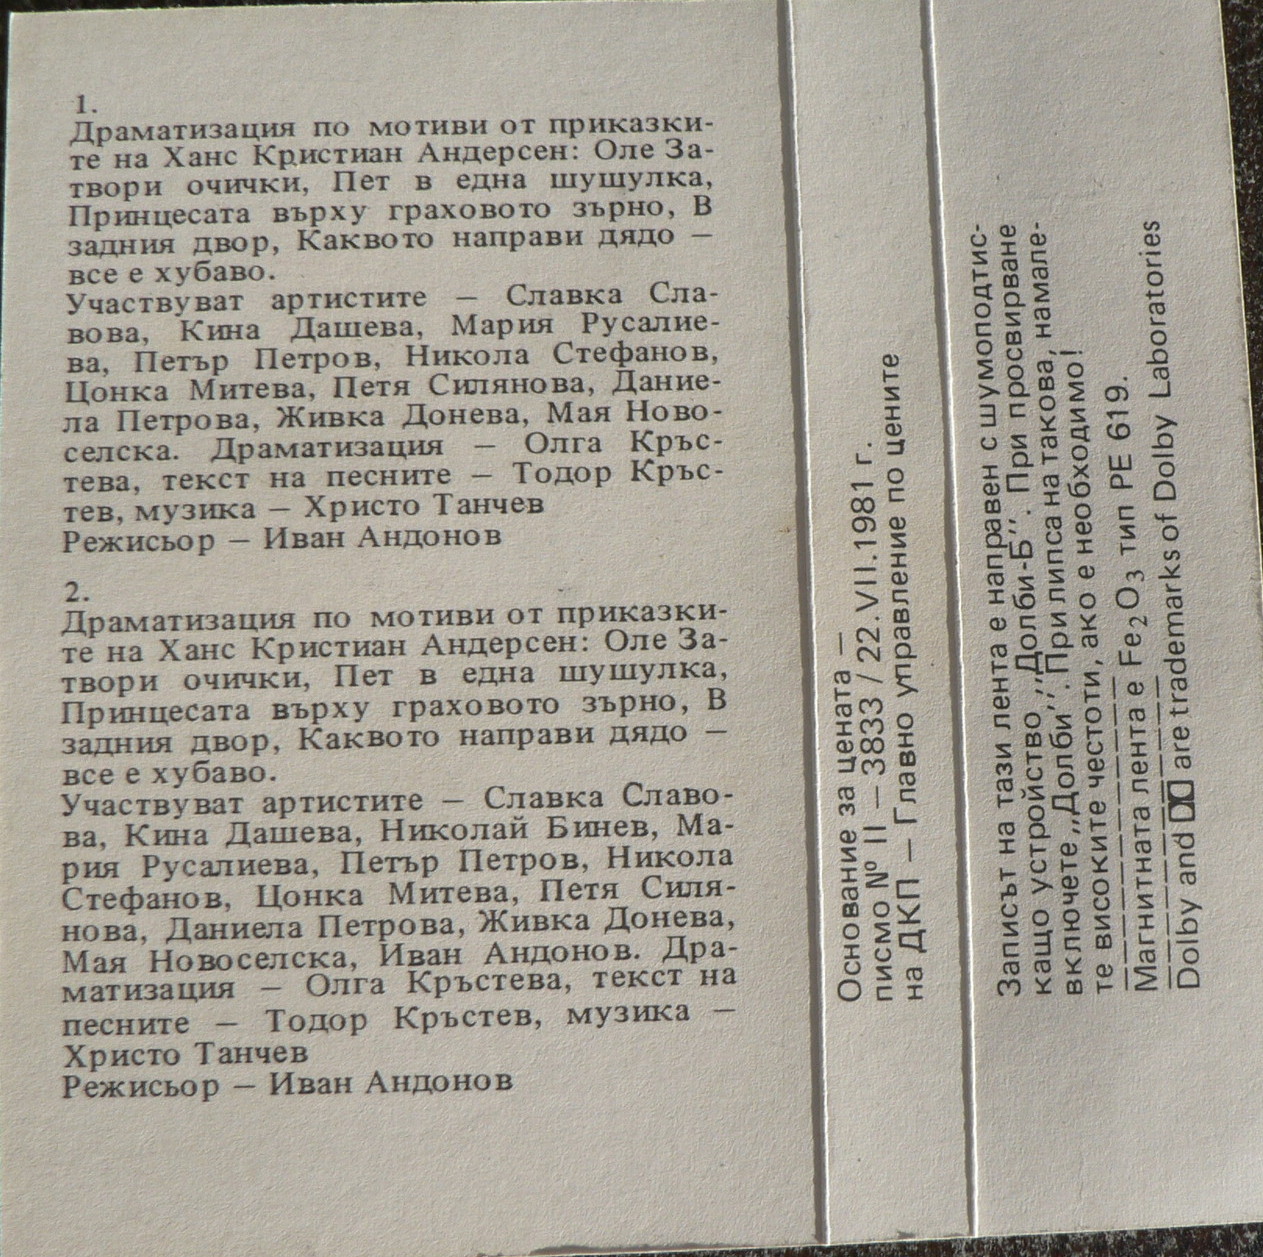 1.
Драматизация по мотиви от приказки-
те на Ханс Кристиан Андерсен: Оле За-
твори очички, Пет в една шушулка,
Принцесата върху граховото зърно, В
задния двор, Каквото направи дядо —
все е хубаво.
Участвуват артистите — Славка Сла-
вова, Кина Дашева, Мария Русалие-
ва, Петър Петров, Никола Стефанов,
Цонка Митева, Петя Силянова, Дание-
ла Петрова, Живка Донева, Мая Ново-
селска. Драматизация — Олга Кръс-
тева, текст на песните — Тодор Кръс-
тев, музика — Христо Танчев
Режисьор — Иван Андонов
2.
Драматизация по мотиви от приказки-
те на Ханс Кристиан Андерсен: Оле За-
твори очички, Пет в една шушулка,
Принцесата върху граховото зърно, В
задния двор, Каквото направи дядо —
все е хубаво.
Участвуват артистите — Славка Славо-
ва, Кина Дашева, Николай Бинев, Ма-
рия Русалиева, Петър Петров, Никола
Стефанов, Цонка Митева, Петя Силя-
нова, Даниела Петрова, Живка Донева,
Мая Новоселска, Иван Андонов. Дра-
матизация — Олга Кръстева, текст на
песните — Тодор Кръстев, музика —
Христо Танчев
Режисьор — Иван Андонов
Основание за цената —
писмо № II — 3833 / 22.VII.1981 г.
на ДКП — Главно управление по цените
Записът на тази лента е направен с шумоподтис-
кащо устройство ,,Долби-Б''. При просвирване
включете ,,Долби''. При липса на такова, намале-
те високите честоти, ако е необходимо!
Магнитната лента е Fe2O3 тип PE 619.
Dolby and are trademarks of Dolby Laboratories